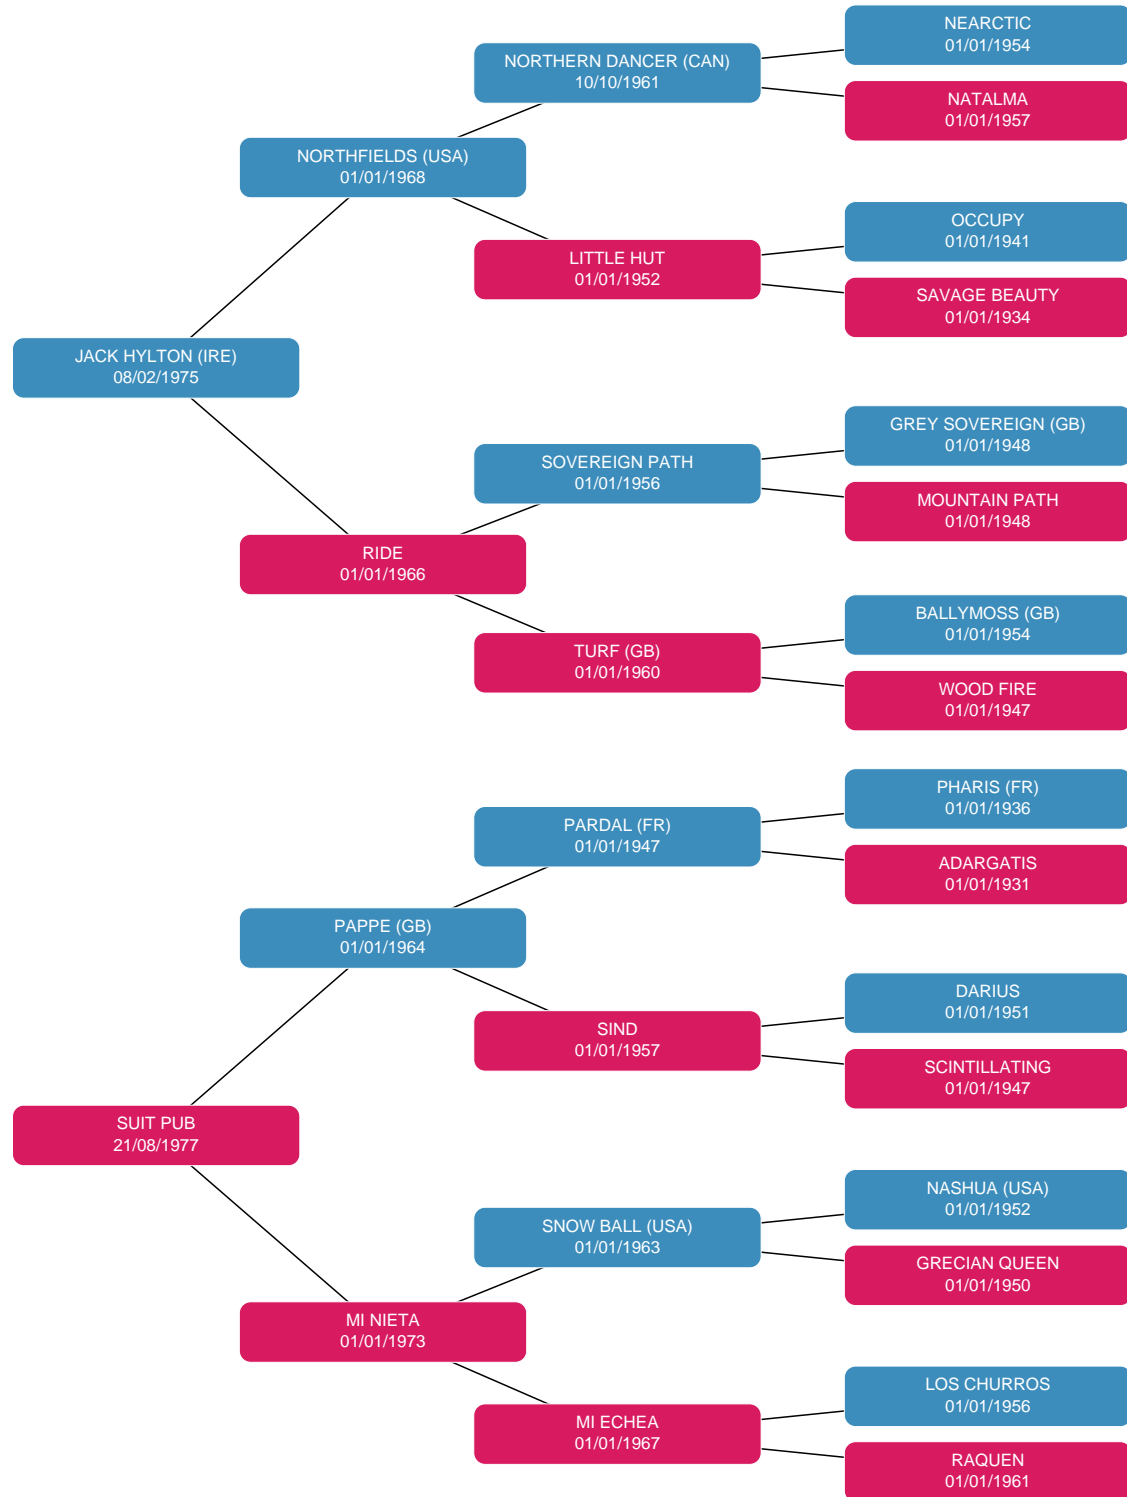 NEARCTIC
01/01/1954
NORTHERN DANCER (CAN)
10/10/1961
NATALMA
01/01/1957
NORTHFIELDS (USA)
01/01/1968
OCCUPY
01/01/1941
LITTLE HUT
01/01/1952
SAVAGE BEAUTY
01/01/1934
JACK HYLTON (IRE)
08/02/1975
GREY SOVEREIGN (GB)
01/01/1948
SOVEREIGN PATH
01/01/1956
MOUNTAIN PATH
01/01/1948
RIDE
01/01/1966
BALLYMOSS (GB)
01/01/1954
TURF (GB)
01/01/1960
WOOD FIRE
01/01/1947
PHARIS (FR)
01/01/1936
PARDAL (FR)
01/01/1947
ADARGATIS
01/01/1931
PAPPE (GB)
01/01/1964
DARIUS
01/01/1951
SIND
01/01/1957
SCINTILLATING
01/01/1947
SUIT PUB
21/08/1977
NASHUA (USA)
01/01/1952
SNOW BALL (USA)
01/01/1963
GRECIAN QUEEN
01/01/1950
MI NIETA
01/01/1973
LOS CHURROS
01/01/1956
MI ECHEA
01/01/1967
RAQUEN
01/01/1961